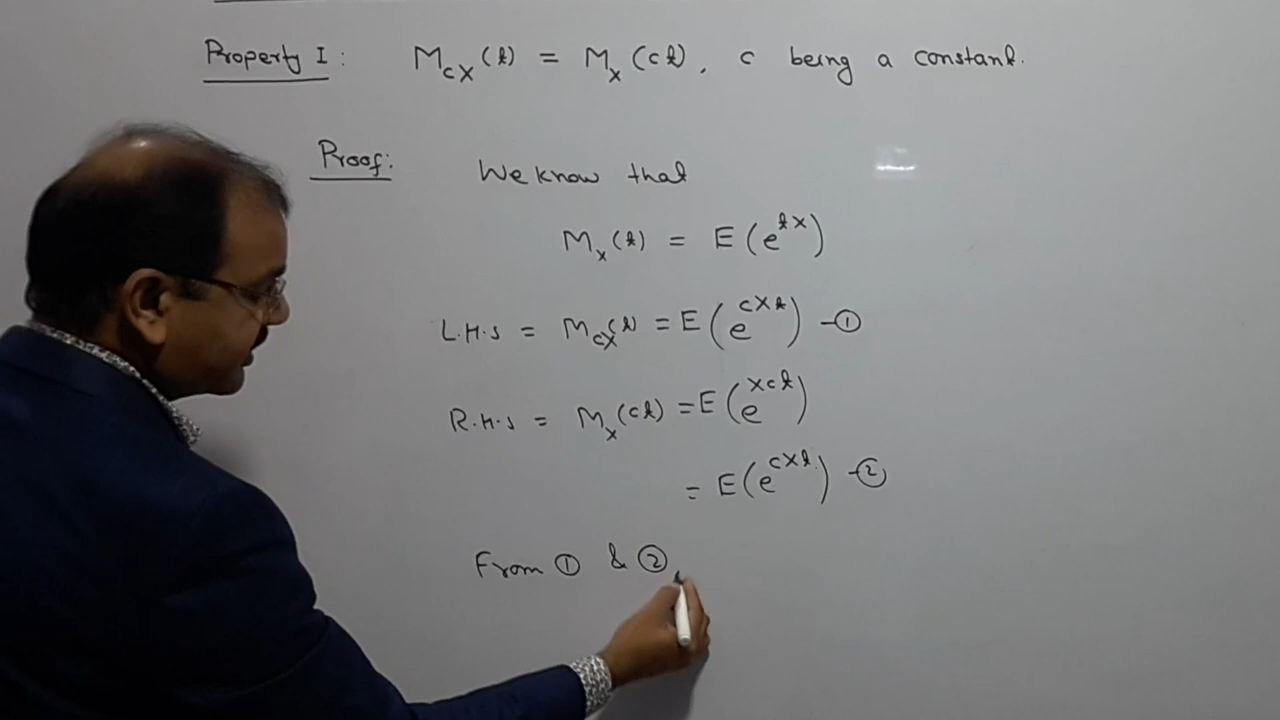 Property I : M_cX (t) = M_x (ct), c being a constant.
Proof: We know that
M_x (t) = E (e^tx)
L.H.S = M_cX (t) = E (e^cXt) - ①
R.H.S = M_x (ct) = E (e^Xct)
= E (e^cXt) - ②
From ① & ②,